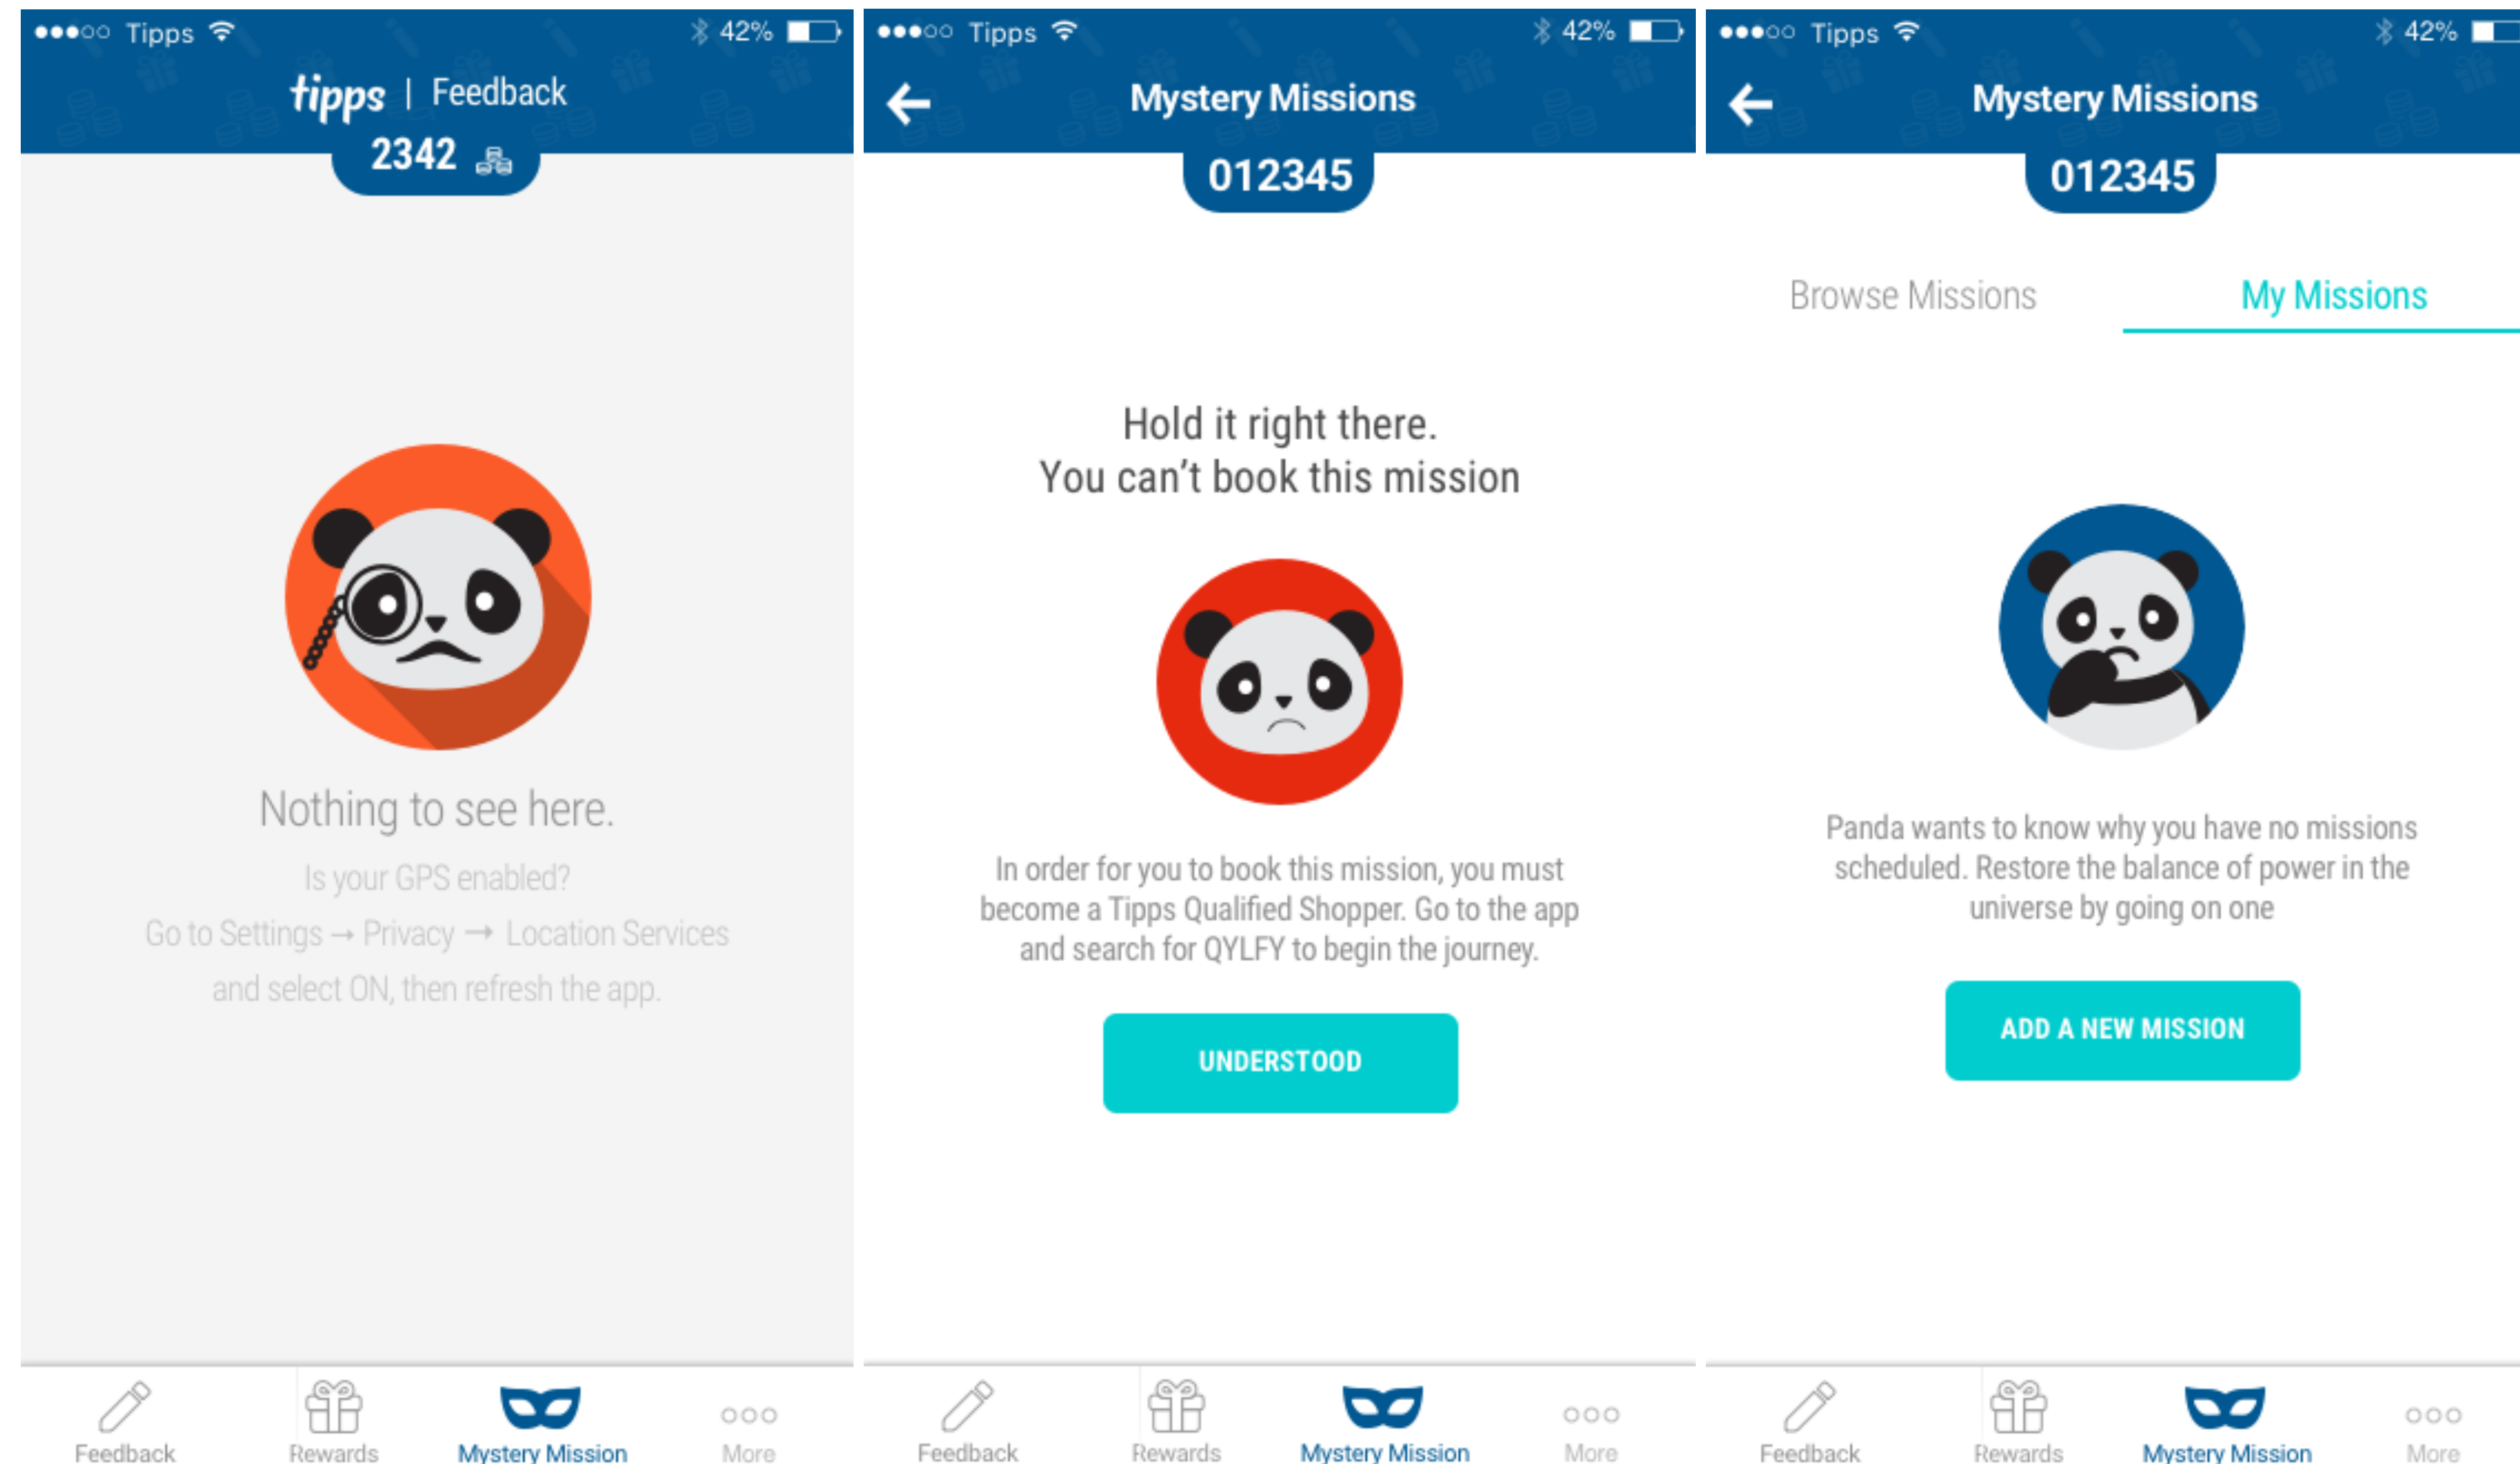 Tipps 42%
tipps | Feedback
2342
Nothing to see here.
Is your GPS enabled?
Go to Settings → Privacy → Location Services
and select ON, then refresh the app.
Feedback Rewards Mystery Mission More
Tipps 42%
Mystery Missions
012345
Hold it right there.
You can't book this mission
In order for you to book this mission, you must
become a Tipps Qualified Shopper. Go to the app
and search for QYLFY to begin the journey.
UNDERSTOOD
Feedback Rewards Mystery Mission More
Tipps 42%
Mystery Missions
012345
Browse Missions My Missions
Panda wants to know why you have no missions
scheduled. Restore the balance of power in the
universe by going on one
ADD A NEW MISSION
Feedback Rewards Mystery Mission More